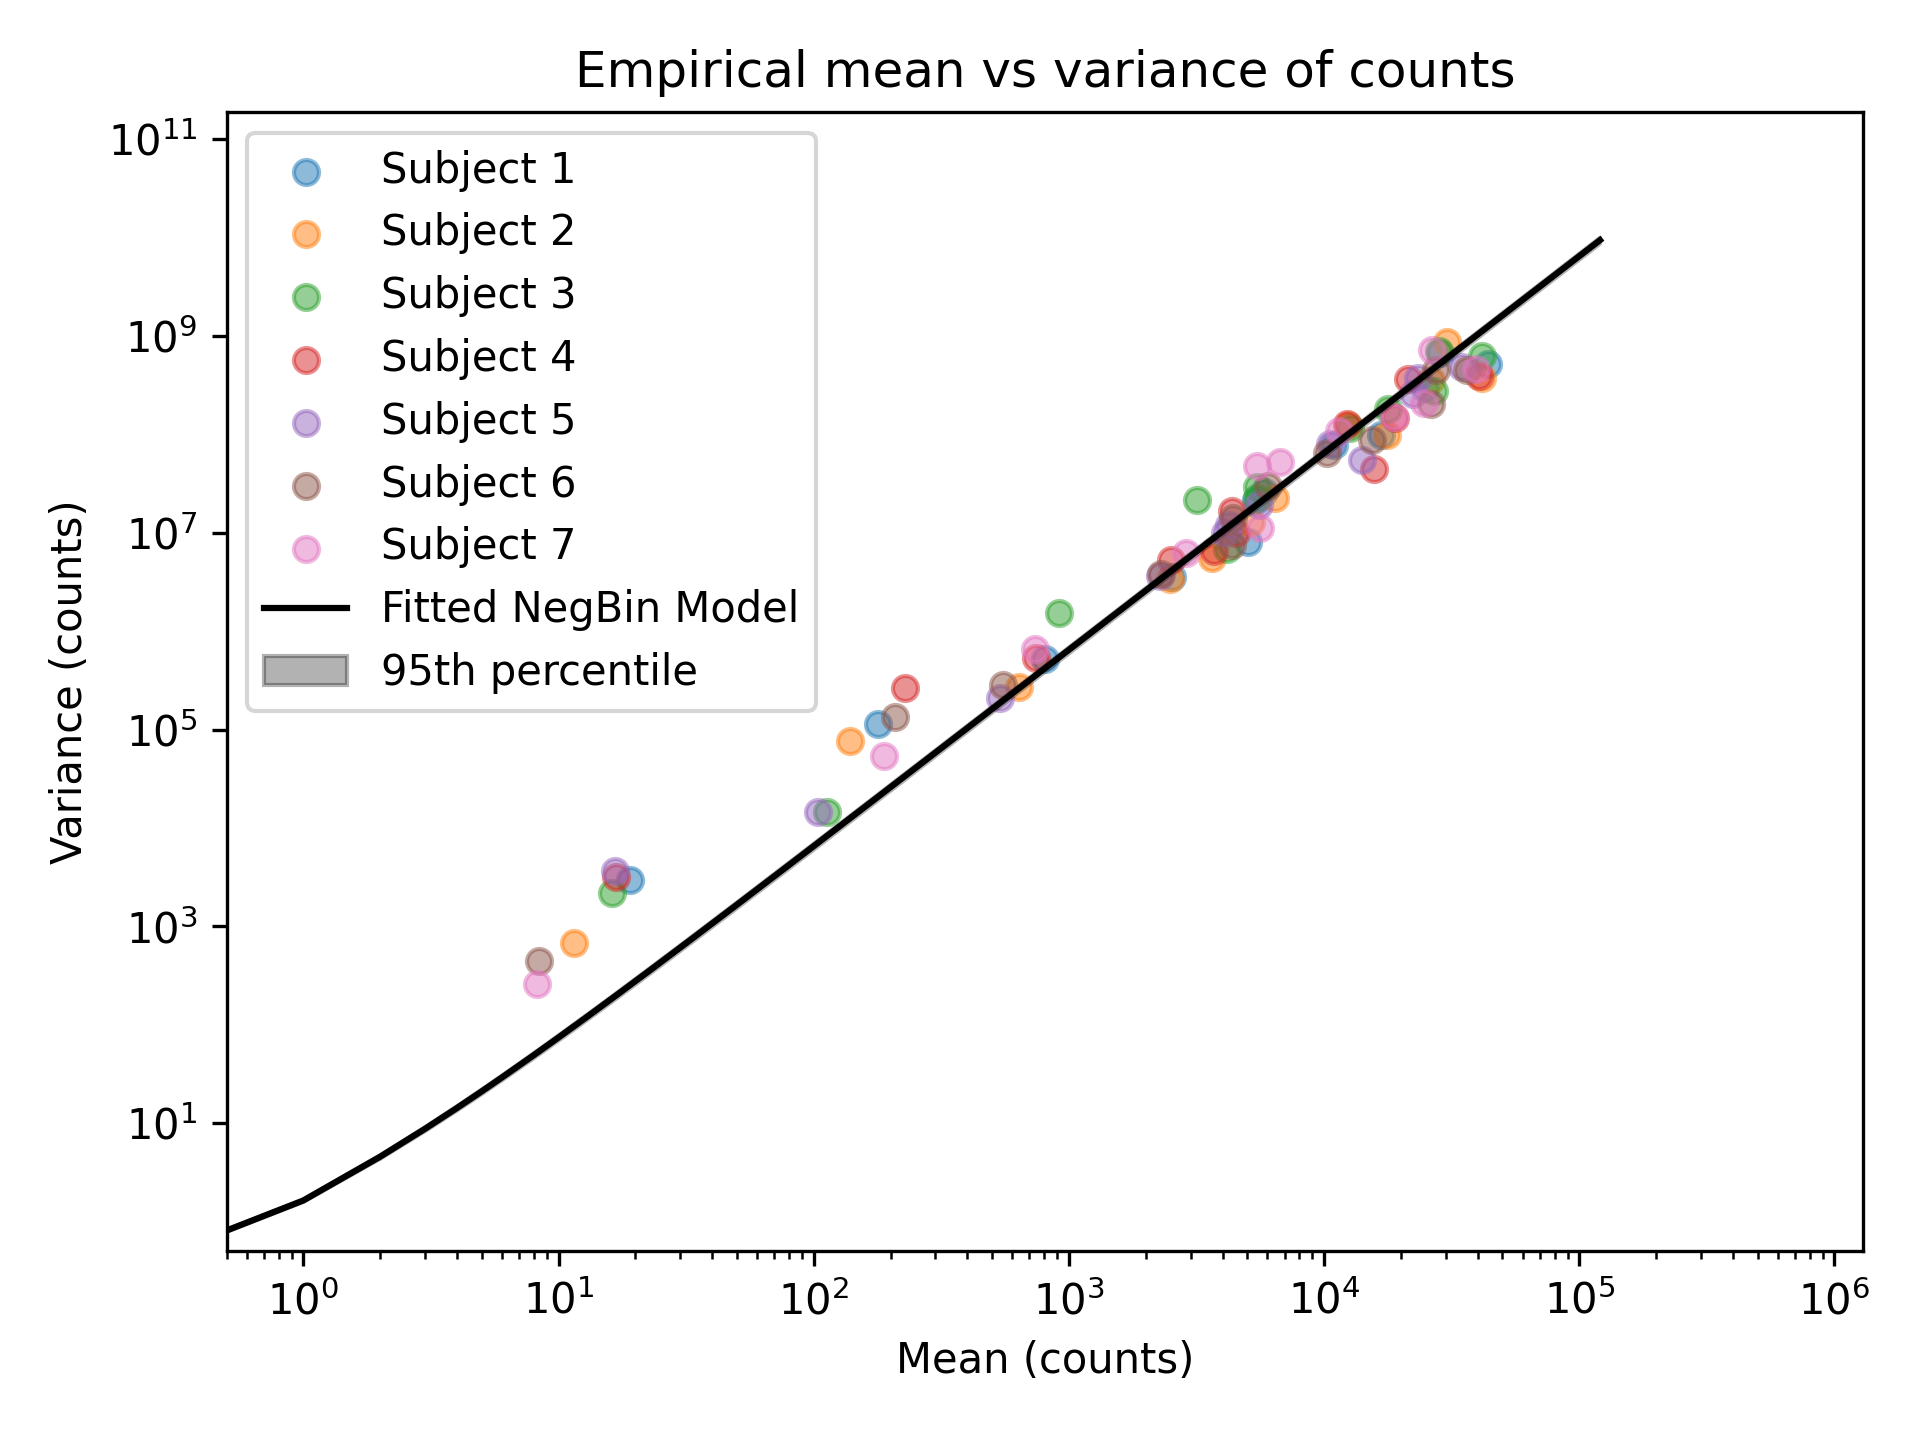 Empirical mean vs variance of counts
10¹¹
10⁹
10⁷
10⁵
10³
10¹
Variance (counts)
Subject 1
Subject 2
Subject 3
Subject 4
Subject 5
Subject 6
Subject 7
Fitted NegBin Model
95th percentile
10⁰ 10¹ 10² 10³ 10⁴ 10⁵ 10⁶
Mean (counts)